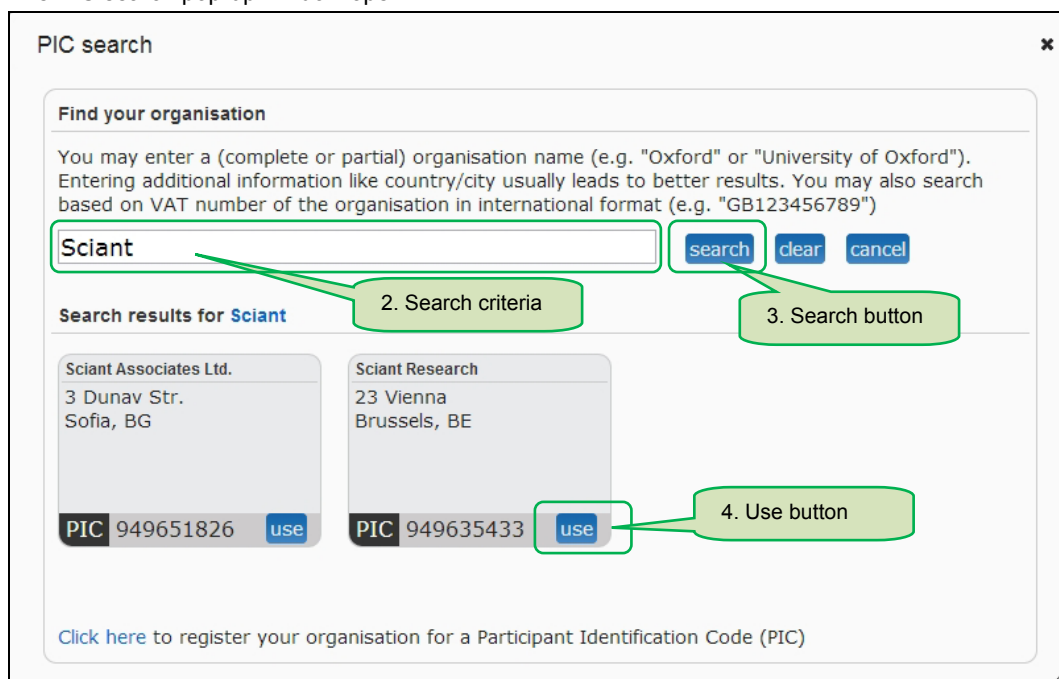 PIC search
Find your organisation
You may enter a (complete or partial) organisation name (e.g. "Oxford" or "University of Oxford").
Entering additional information like country/city usually leads to better results. You may also search
based on VAT number of the organisation in international format (e.g. "GB123456789")
Sciant search clear cancel
2. Search criteria
3. Search button
Search results for Sciant
Sciant Associates Ltd.
3 Dunav Str.
Sofia, BG
PIC 949651826 use
Sciant Research
23 Vienna
Brussels, BE
PIC 949635433 use
4. Use button
Click here to register your organisation for a Participant Identification Code (PIC)